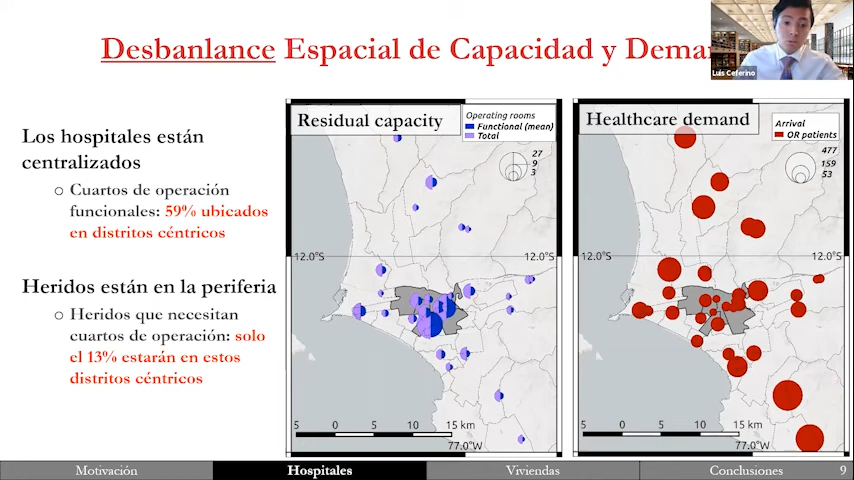 Desbanlance Espacial de Capacidad y Dema
Luis Ceferino
Los hospitales están
centralizados
○ Cuartos de operación
funcionales: 59% ubicados
en distritos céntricos
Heridos están en la periferia
○ Heridos que necesitan
cuartos de operación: solo
el 13% estarán en estos
distritos céntricos
Residual capacity
Operating rooms
Functional (mean)
Total
27
9
3
12.0°S
12.0°S
5 0 5 10 15 km
77.0°W
Healthcare demand
Arrival
OR patients
477
159
53
12.0°S
12.0°S
5 0 5 10 15 km
77.0°W
Motivación
Hospitales
Viviendas
Conclusiones
9